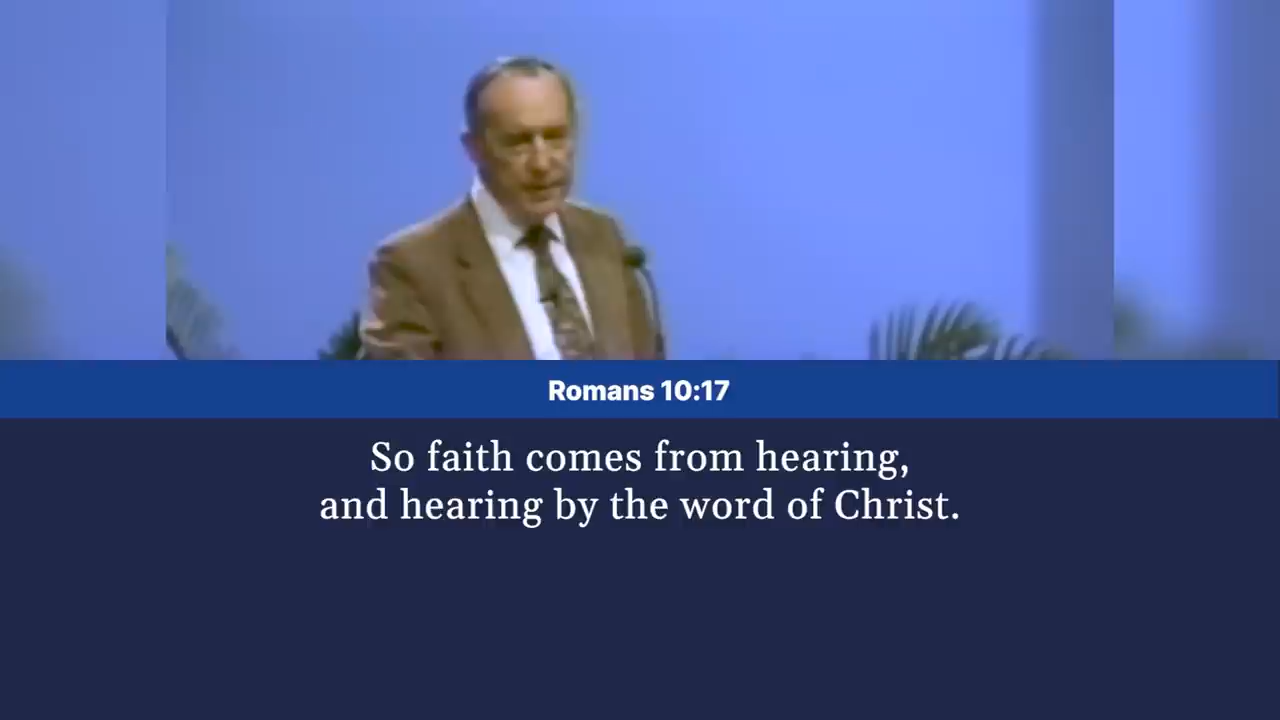 Romans 10:17
So faith comes from hearing,
and hearing by the word of Christ.